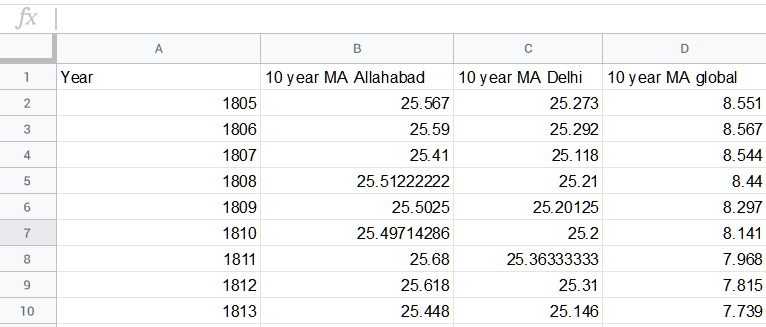 fx
A B C D
1 Year 10 year MA Allahabad 10 year MA Delhi 10 year MA global
2 1805 25.567 25.273 8.551
3 1806 25.59 25.292 8.567
4 1807 25.41 25.118 8.544
5 1808 25.51222222 25.21 8.44
6 1809 25.5025 25.20125 8.297
7 1810 25.49714286 25.2 8.141
8 1811 25.68 25.36333333 7.968
9 1812 25.618 25.31 7.815
10 1813 25.448 25.146 7.739